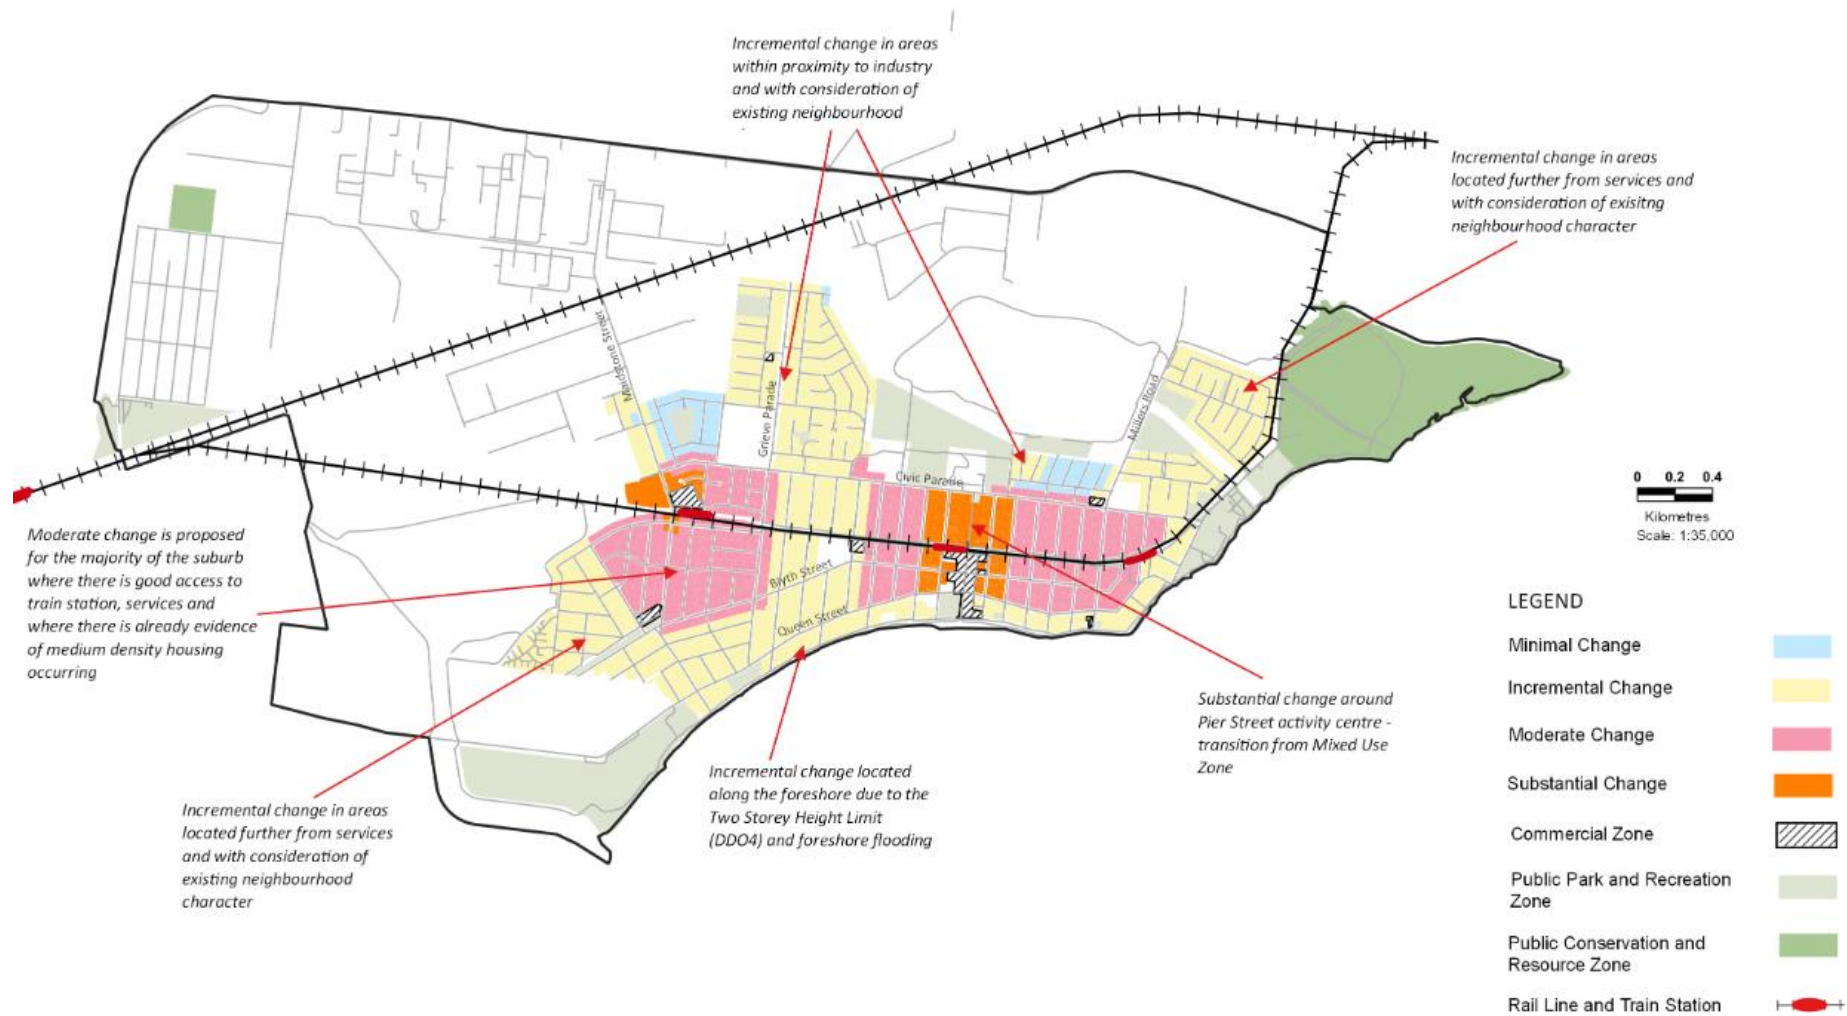 Incremental change in areas
within proximity to industry
and with consideration of
existing neighbourhood
Incremental change in areas
located further from services and
with consideration of exisitng
neighbourhood character
Maidstone Street
Grieve Parade
Millers Road
Civic Parade
Blyth Street
Queen Street
0 0.2 0.4
Kilometres
Scale: 1:35,000
Moderate change is proposed
for the majority of the suburb
where there is good access to
train station, services and
where there is already evidence
of medium density housing
occurring
Substantial change around
Pier Street activity centre -
transition from Mixed Use
Zone
Incremental change located
along the foreshore due to the
Two Storey Height Limit
(DDO4) and foreshore flooding
Incremental change in areas
located further from services
and with consideration of
existing neighbourhood
character
LEGEND
Minimal Change
Incremental Change
Moderate Change
Substantial Change
Commercial Zone
Public Park and Recreation
Zone
Public Conservation and
Resource Zone
Rail Line and Train Station